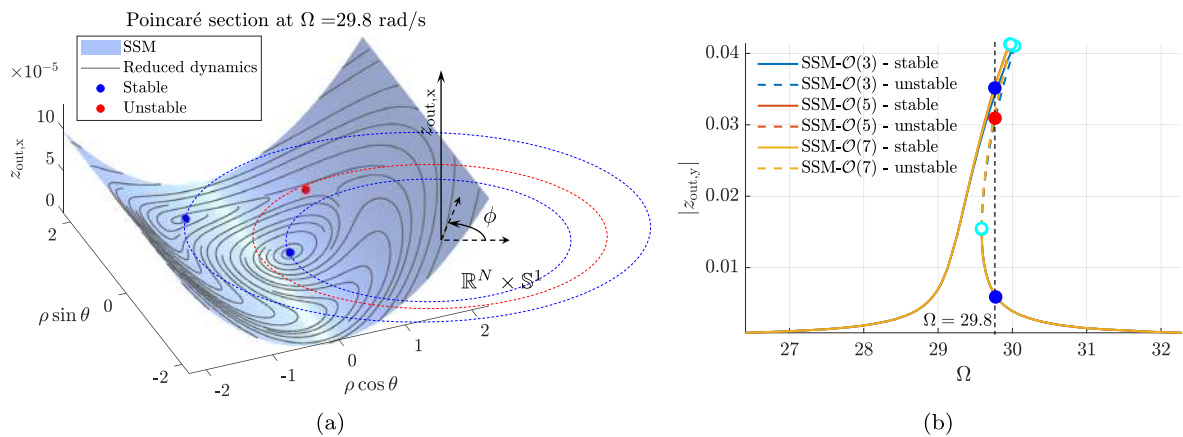 Poincaré section at Ω =29.8 rad/s
SSM
Reduced dynamics
Stable
Unstable
×10⁻⁵
10
5
0
z_out,x
2
0
-2
ρ sin θ
-2
-1
0
1
2
ρ cos θ
z_out,x
ϕ
ℝᴺ × 𝕊¹
(a)
0.04
0.03
0.02
0.01
|z_out,y|
SSM-𝒪(3) - stable
SSM-𝒪(3) - unstable
SSM-𝒪(5) - stable
SSM-𝒪(5) - unstable
SSM-𝒪(7) - stable
SSM-𝒪(7) - unstable
Ω = 29.8
27
28
29
30
31
32
Ω
(b)